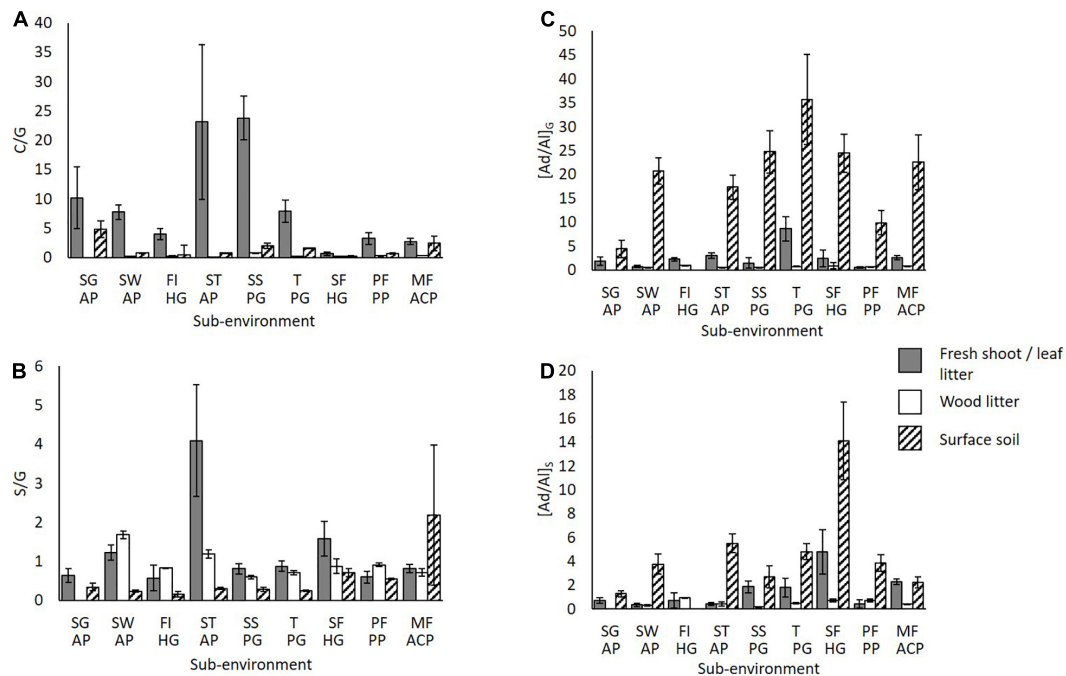 A
40
35
30
25
20
15
10
5
0
C/G
SG SW FI ST SS T SF PF MF
AP AP HG AP PG PG HG PP ACP
Sub-environment
C
50
45
40
35
30
25
20
15
10
5
0
[Ad/Al]G
SG SW FI ST SS T SF PF MF
AP AP HG AP PG PG HG PP ACP
Sub-environment
B
6
5
4
3
2
1
0
S/G
SG SW FI ST SS T SF PF MF
AP AP HG AP PG PG HG PP ACP
Sub-environment
D
20
18
16
14
12
10
8
6
4
2
0
[Ad/Al]S
SG SW FI ST SS T SF PF MF
AP AP HG AP PG PG HG PP ACP
Sub-environment
Fresh shoot / leaf
litter
Wood litter
Surface soil